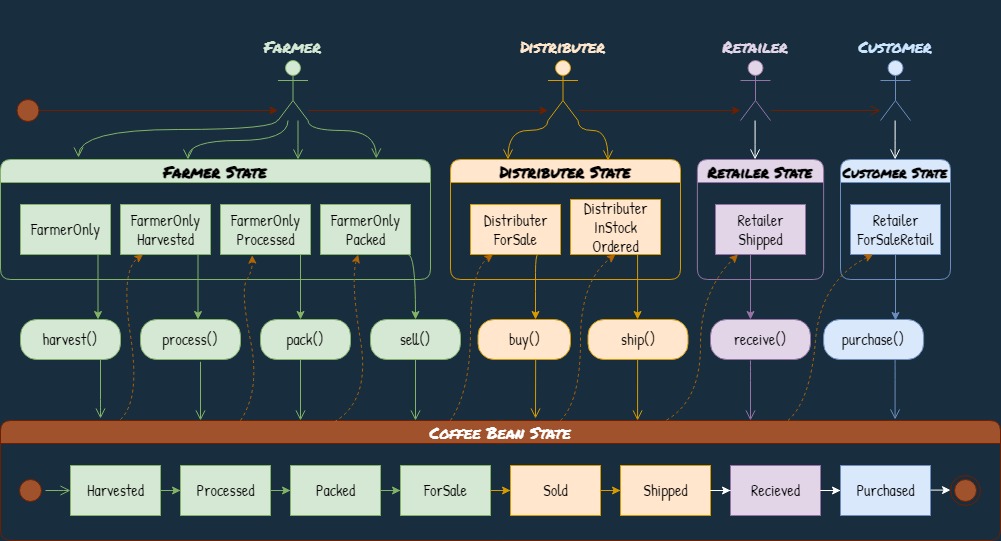 Farmer
Distributer
Retailer
Customer
Farmer State
Distributer State
Retailer State
Customer State
FarmerOnly
FarmerOnly
Harvested
FarmerOnly
Processed
FarmerOnly
Packed
Distributer
ForSale
Distributer
InStock
Ordered
Retailer
Shipped
Retailer
ForSaleRetail
harvest()
process()
pack()
sell()
buy()
ship()
receive()
purchase()
Coffee Bean State
Harvested
Processed
Packed
ForSale
Sold
Shipped
Recieved
Purchased